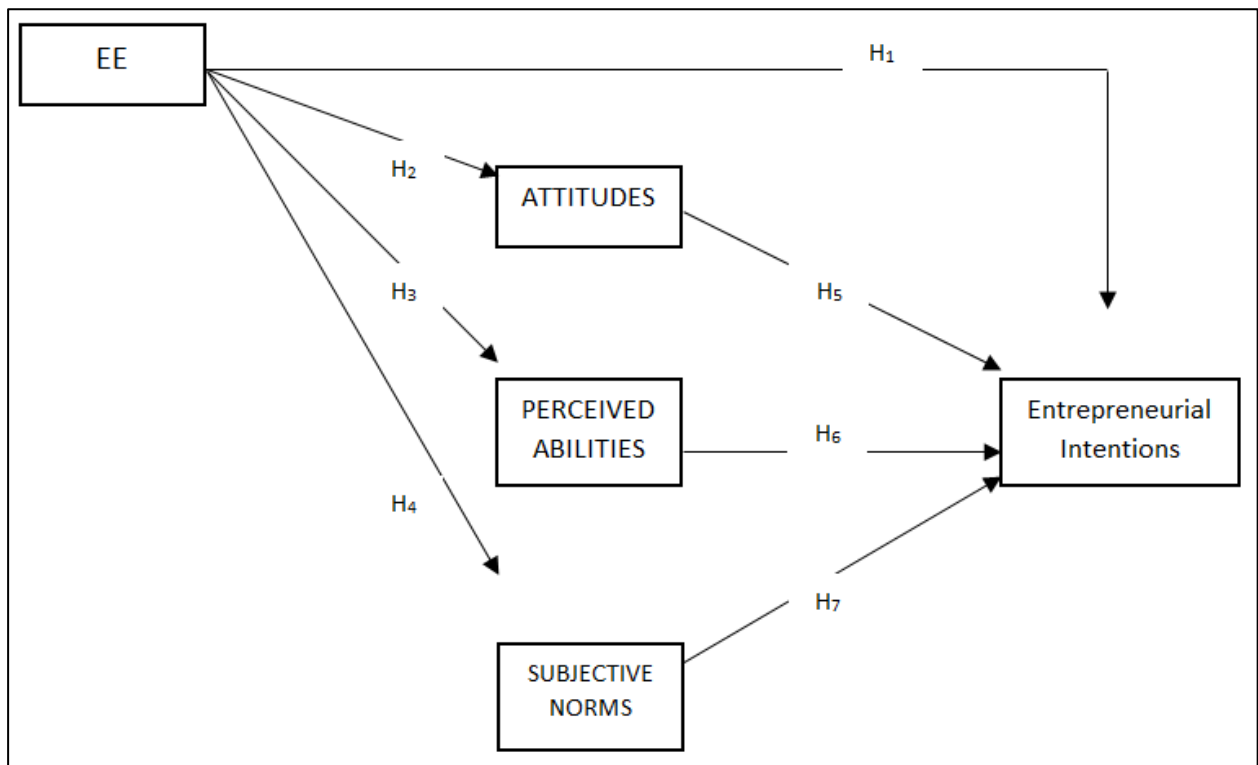 EE
H₁
H₂
ATTITUDES
H₃
H₅
PERCEIVED
ABILITIES
H₆
Entrepreneurial
Intentions
H₄
H₇
SUBJECTIVE
NORMS